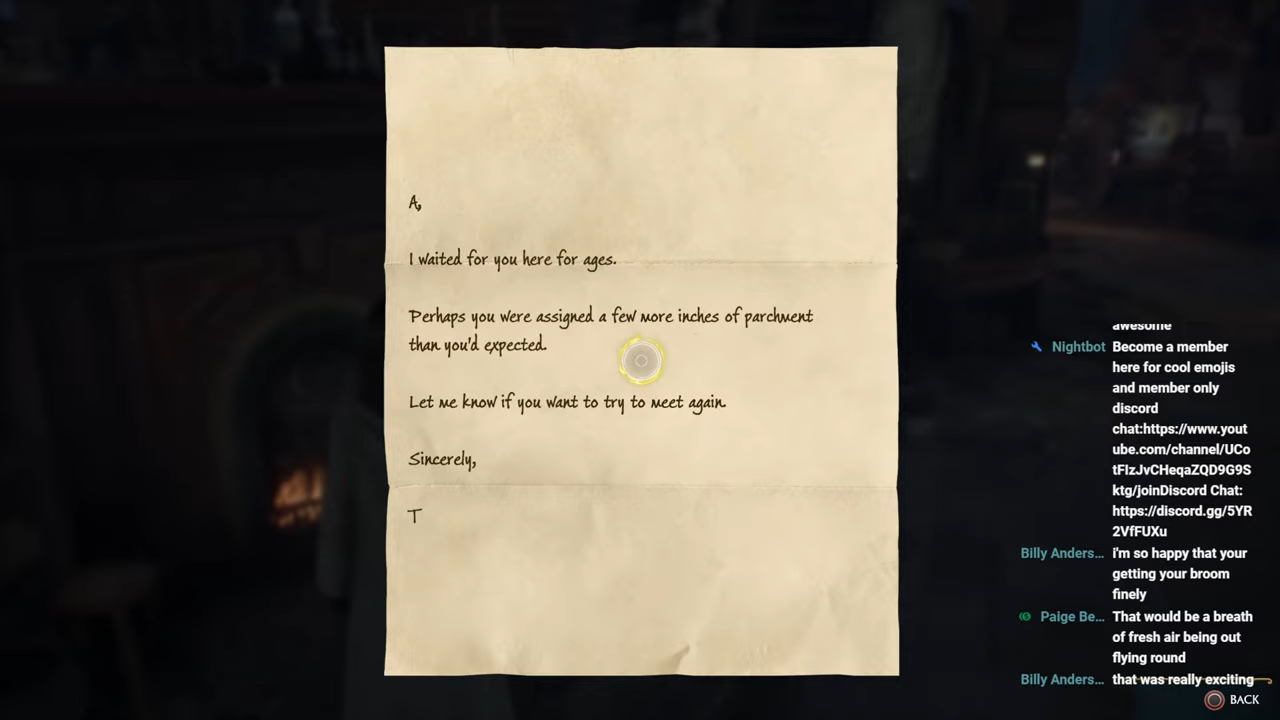 A,
I waited for you here for ages.
Perhaps you were assigned a few more inches of parchment
than you'd expected.
Let me know if you want to try to meet again.
Sincerely,
T
awesome
Nightbot Become a member
here for cool emojis
and member only
discord
chat:https://www.yout
ube.com/channel/UCo
tFIzJvCHeqaZQD9G9S
ktg/joinDiscord Chat:
https://discord.gg/5YR
2VfFUXu
Billy Anders... i'm so happy that your
getting your broom
finely
Paige Be... That would be a breath
of fresh air being out
flying round
Billy Anders... that was really exciting
BACK